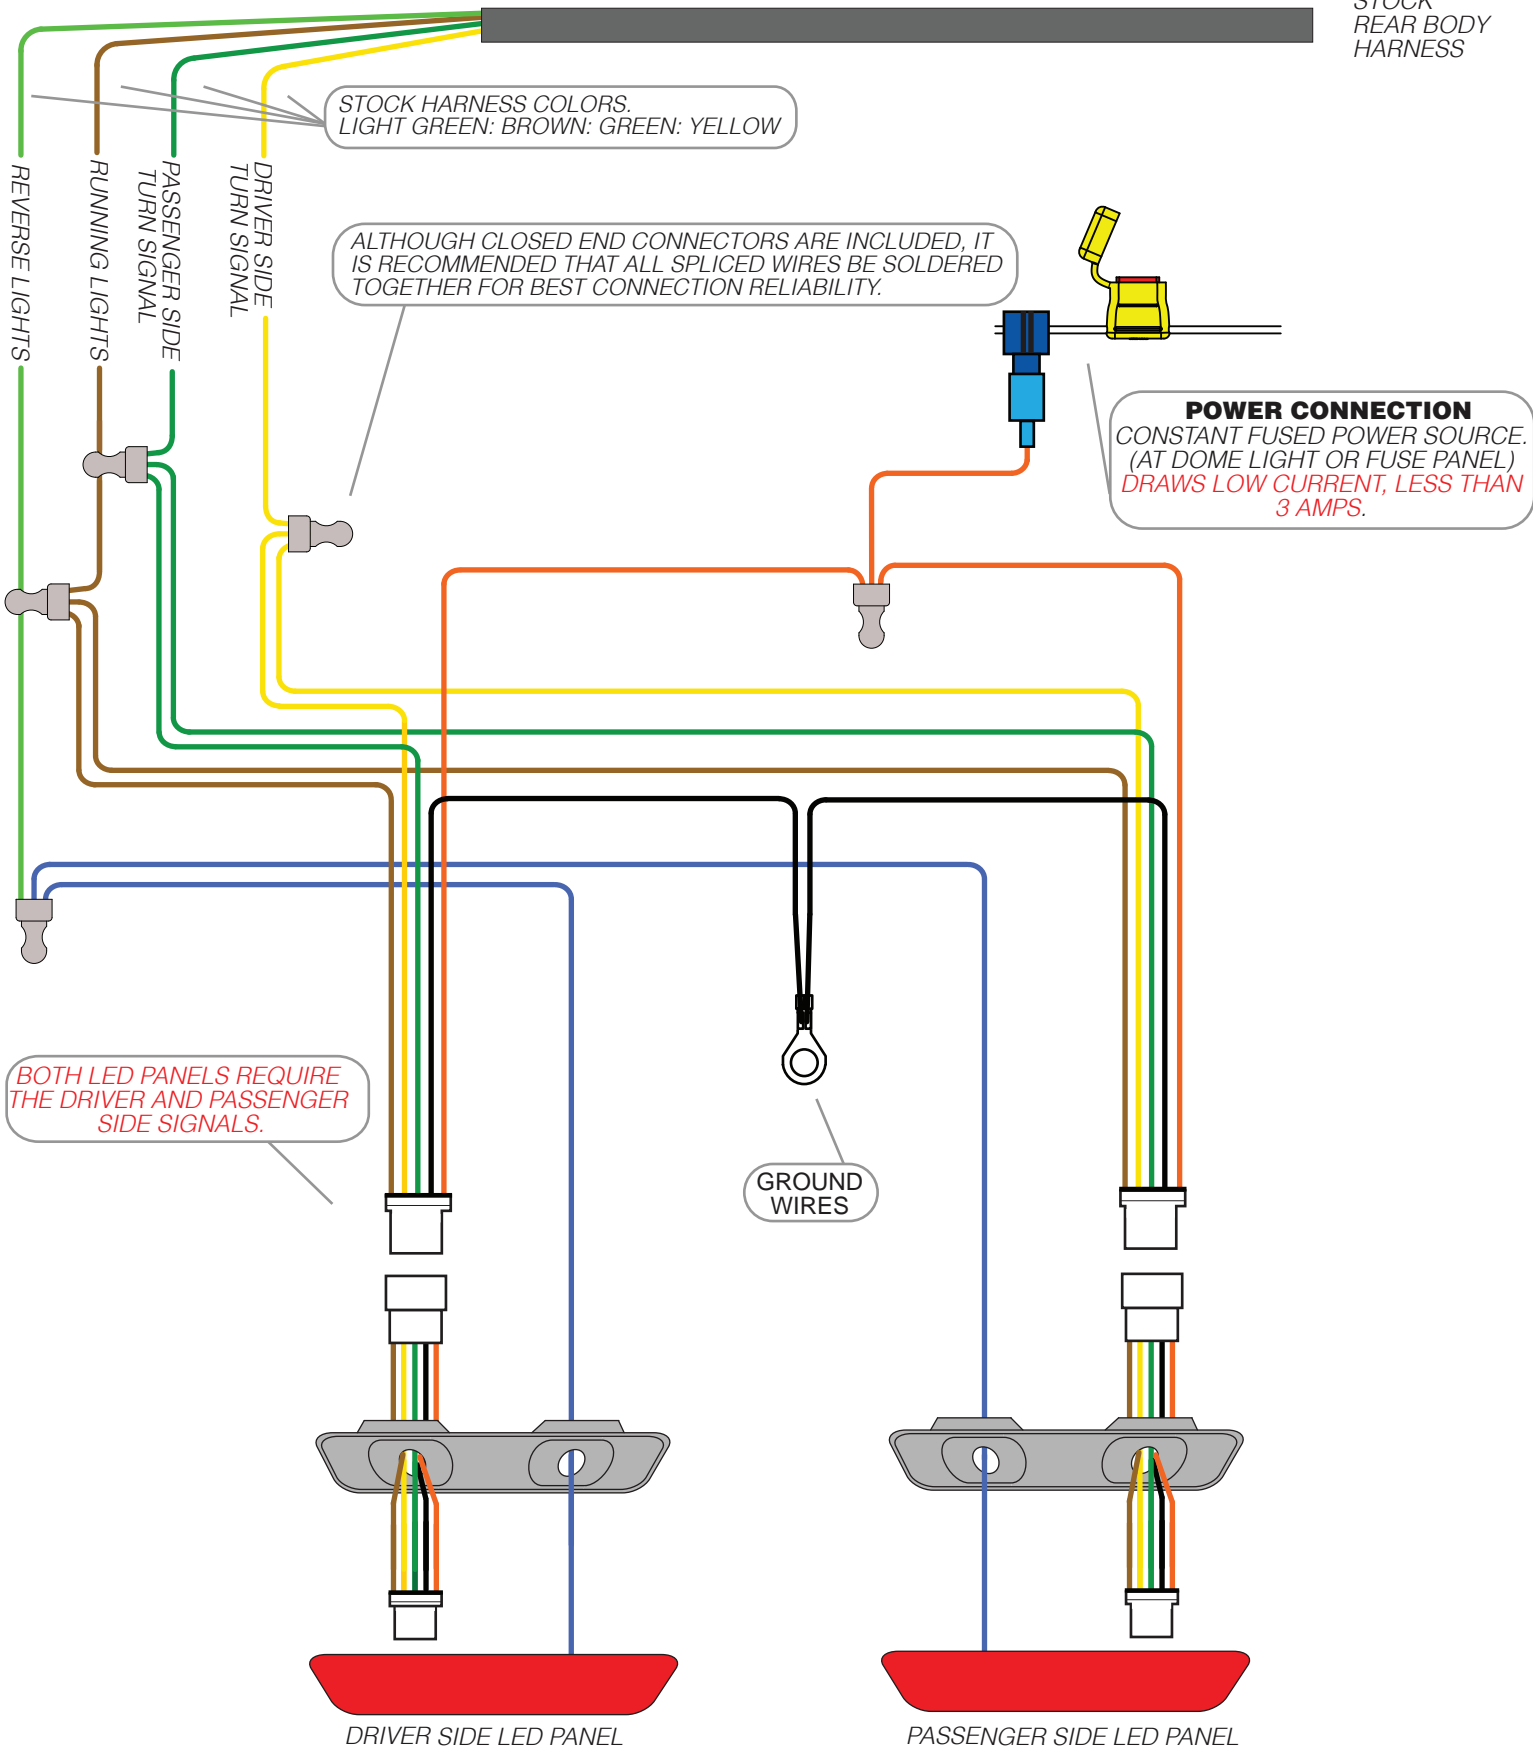 STOCK
REAR BODY
HARNESS
STOCK HARNESS COLORS.
LIGHT GREEN: BROWN: GREEN: YELLOW
REVERSE LIGHTS
RUNNING LIGHTS
PASSENGER SIDE
TURN SIGNAL
DRIVER SIDE
TURN SIGNAL
ALTHOUGH CLOSED END CONNECTORS ARE INCLUDED, IT
IS RECOMMENDED THAT ALL SPLICED WIRES BE SOLDERED
TOGETHER FOR BEST CONNECTION RELIABILITY.
POWER CONNECTION
CONSTANT FUSED POWER SOURCE.
(AT DOME LIGHT OR FUSE PANEL)
DRAWS LOW CURRENT, LESS THAN
3 AMPS.
BOTH LED PANELS REQUIRE
THE DRIVER AND PASSENGER
SIDE SIGNALS.
GROUND
WIRES
DRIVER SIDE LED PANEL
PASSENGER SIDE LED PANEL